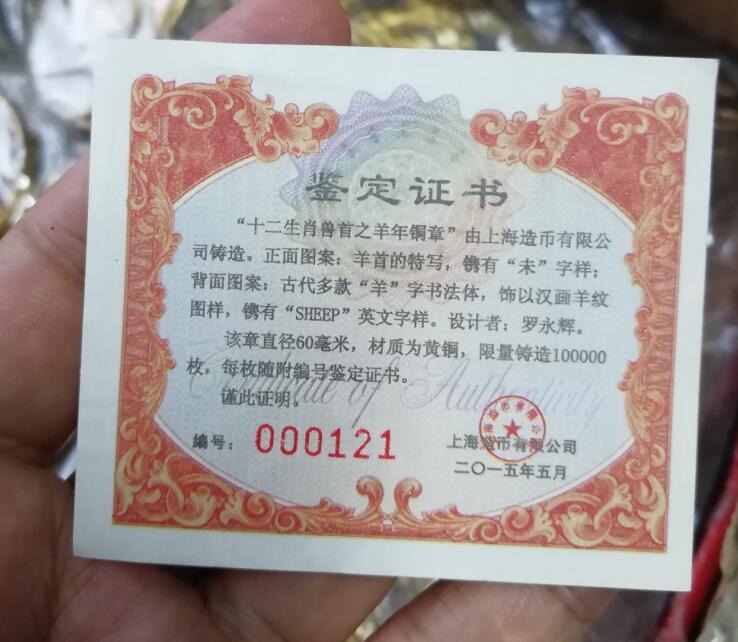 鉴定证书
“十二生肖兽首之羊年铜章”由上海造币有限公
司铸造。正面图案：羊首的特写，镌有“未”字样；
背面图案：古代多款“羊”字书法体，饰以汉画羊纹
图样，镌有“SHEEP”英文字样。设计者：罗永辉。
该章直径60毫米，材质为黄铜，限量铸造100000
枚，每枚随附编号鉴定证书。
Certificate of Authenticity
谨此证明。
编号：000121
上海造币有限公司
二〇一五年五月